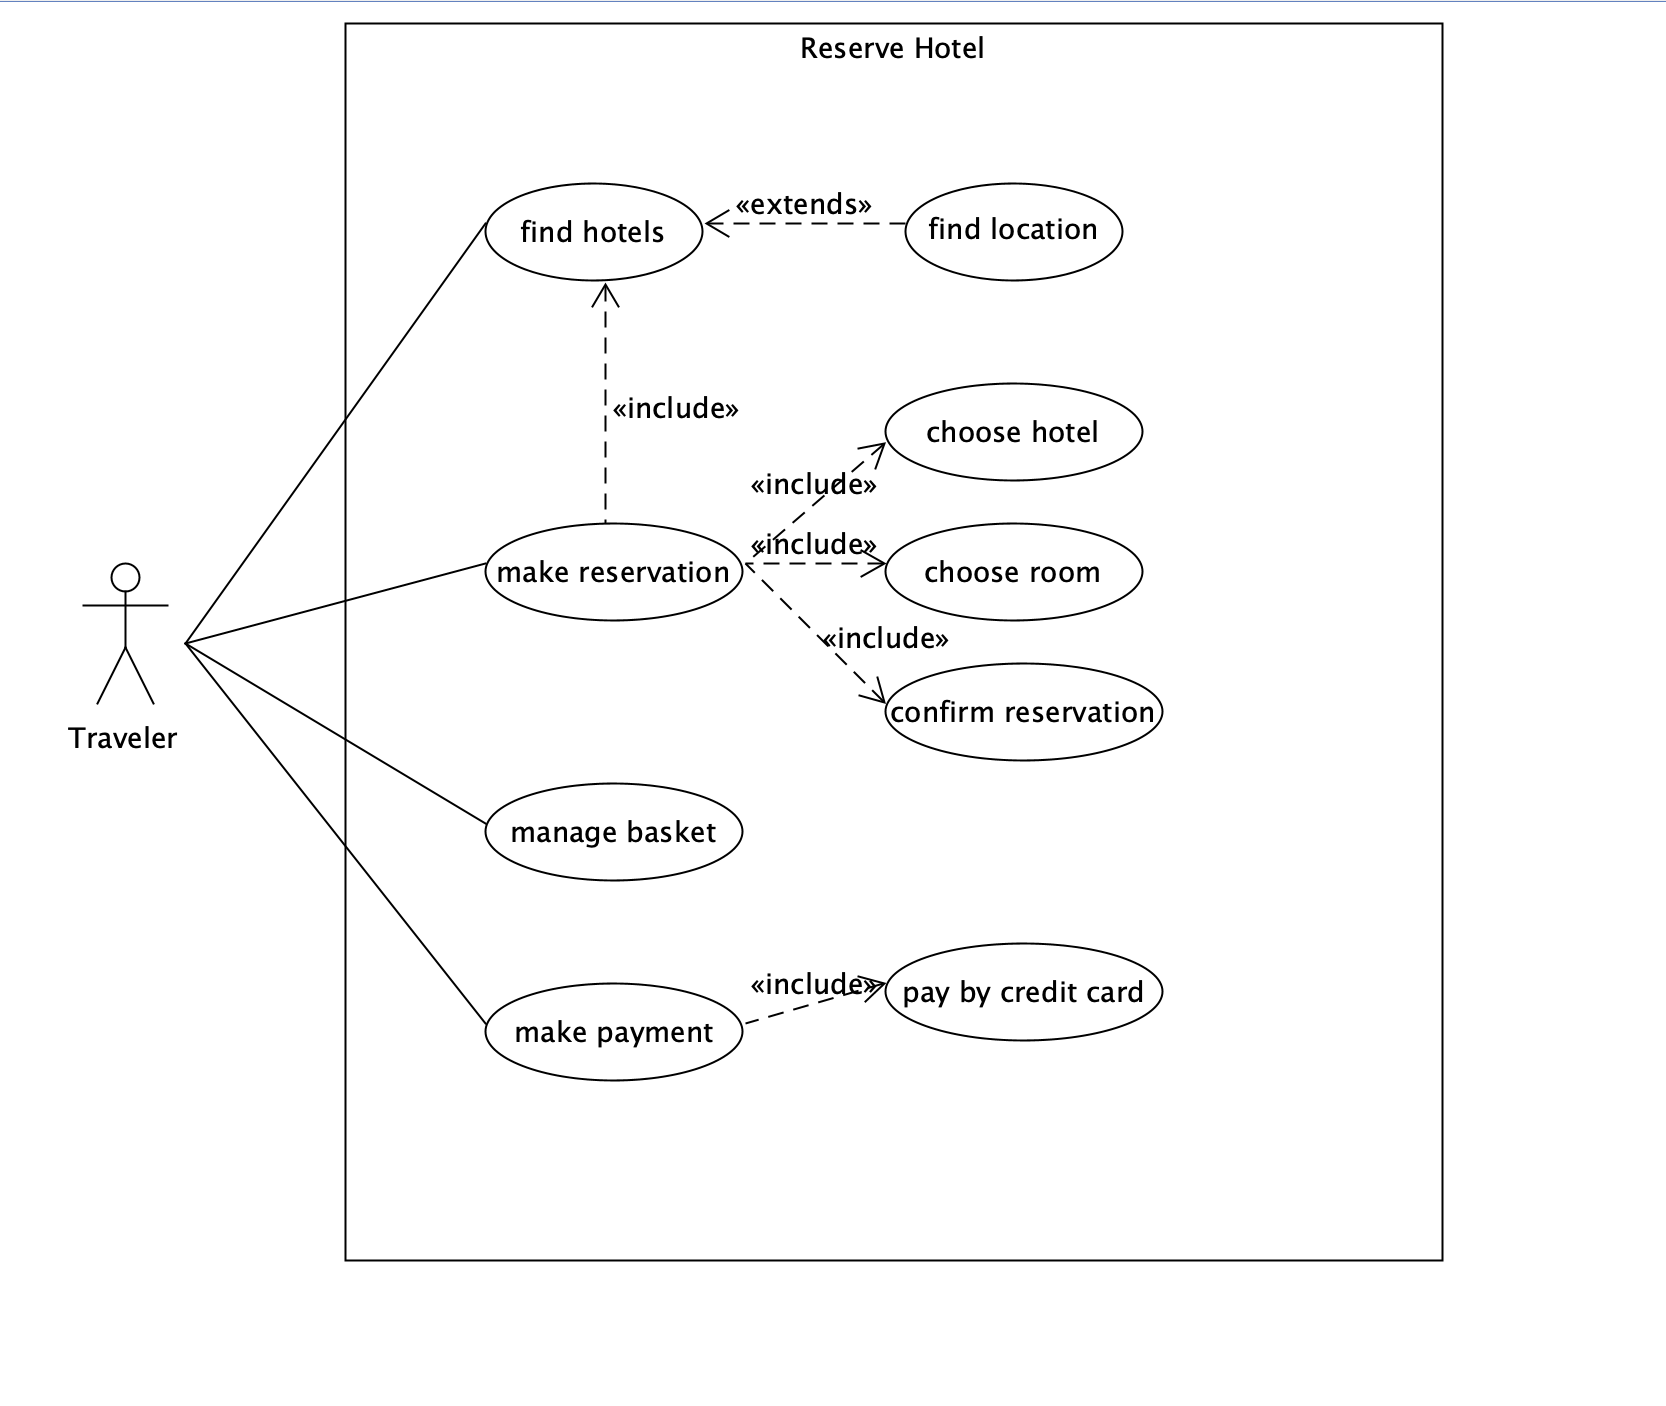 Reserve Hotel
«extends»
find hotels
find location
«include»
choose hotel
«include»
«include»
make reservation
choose room
«include»
confirm reservation
Traveler
manage basket
«include»
pay by credit card
make payment